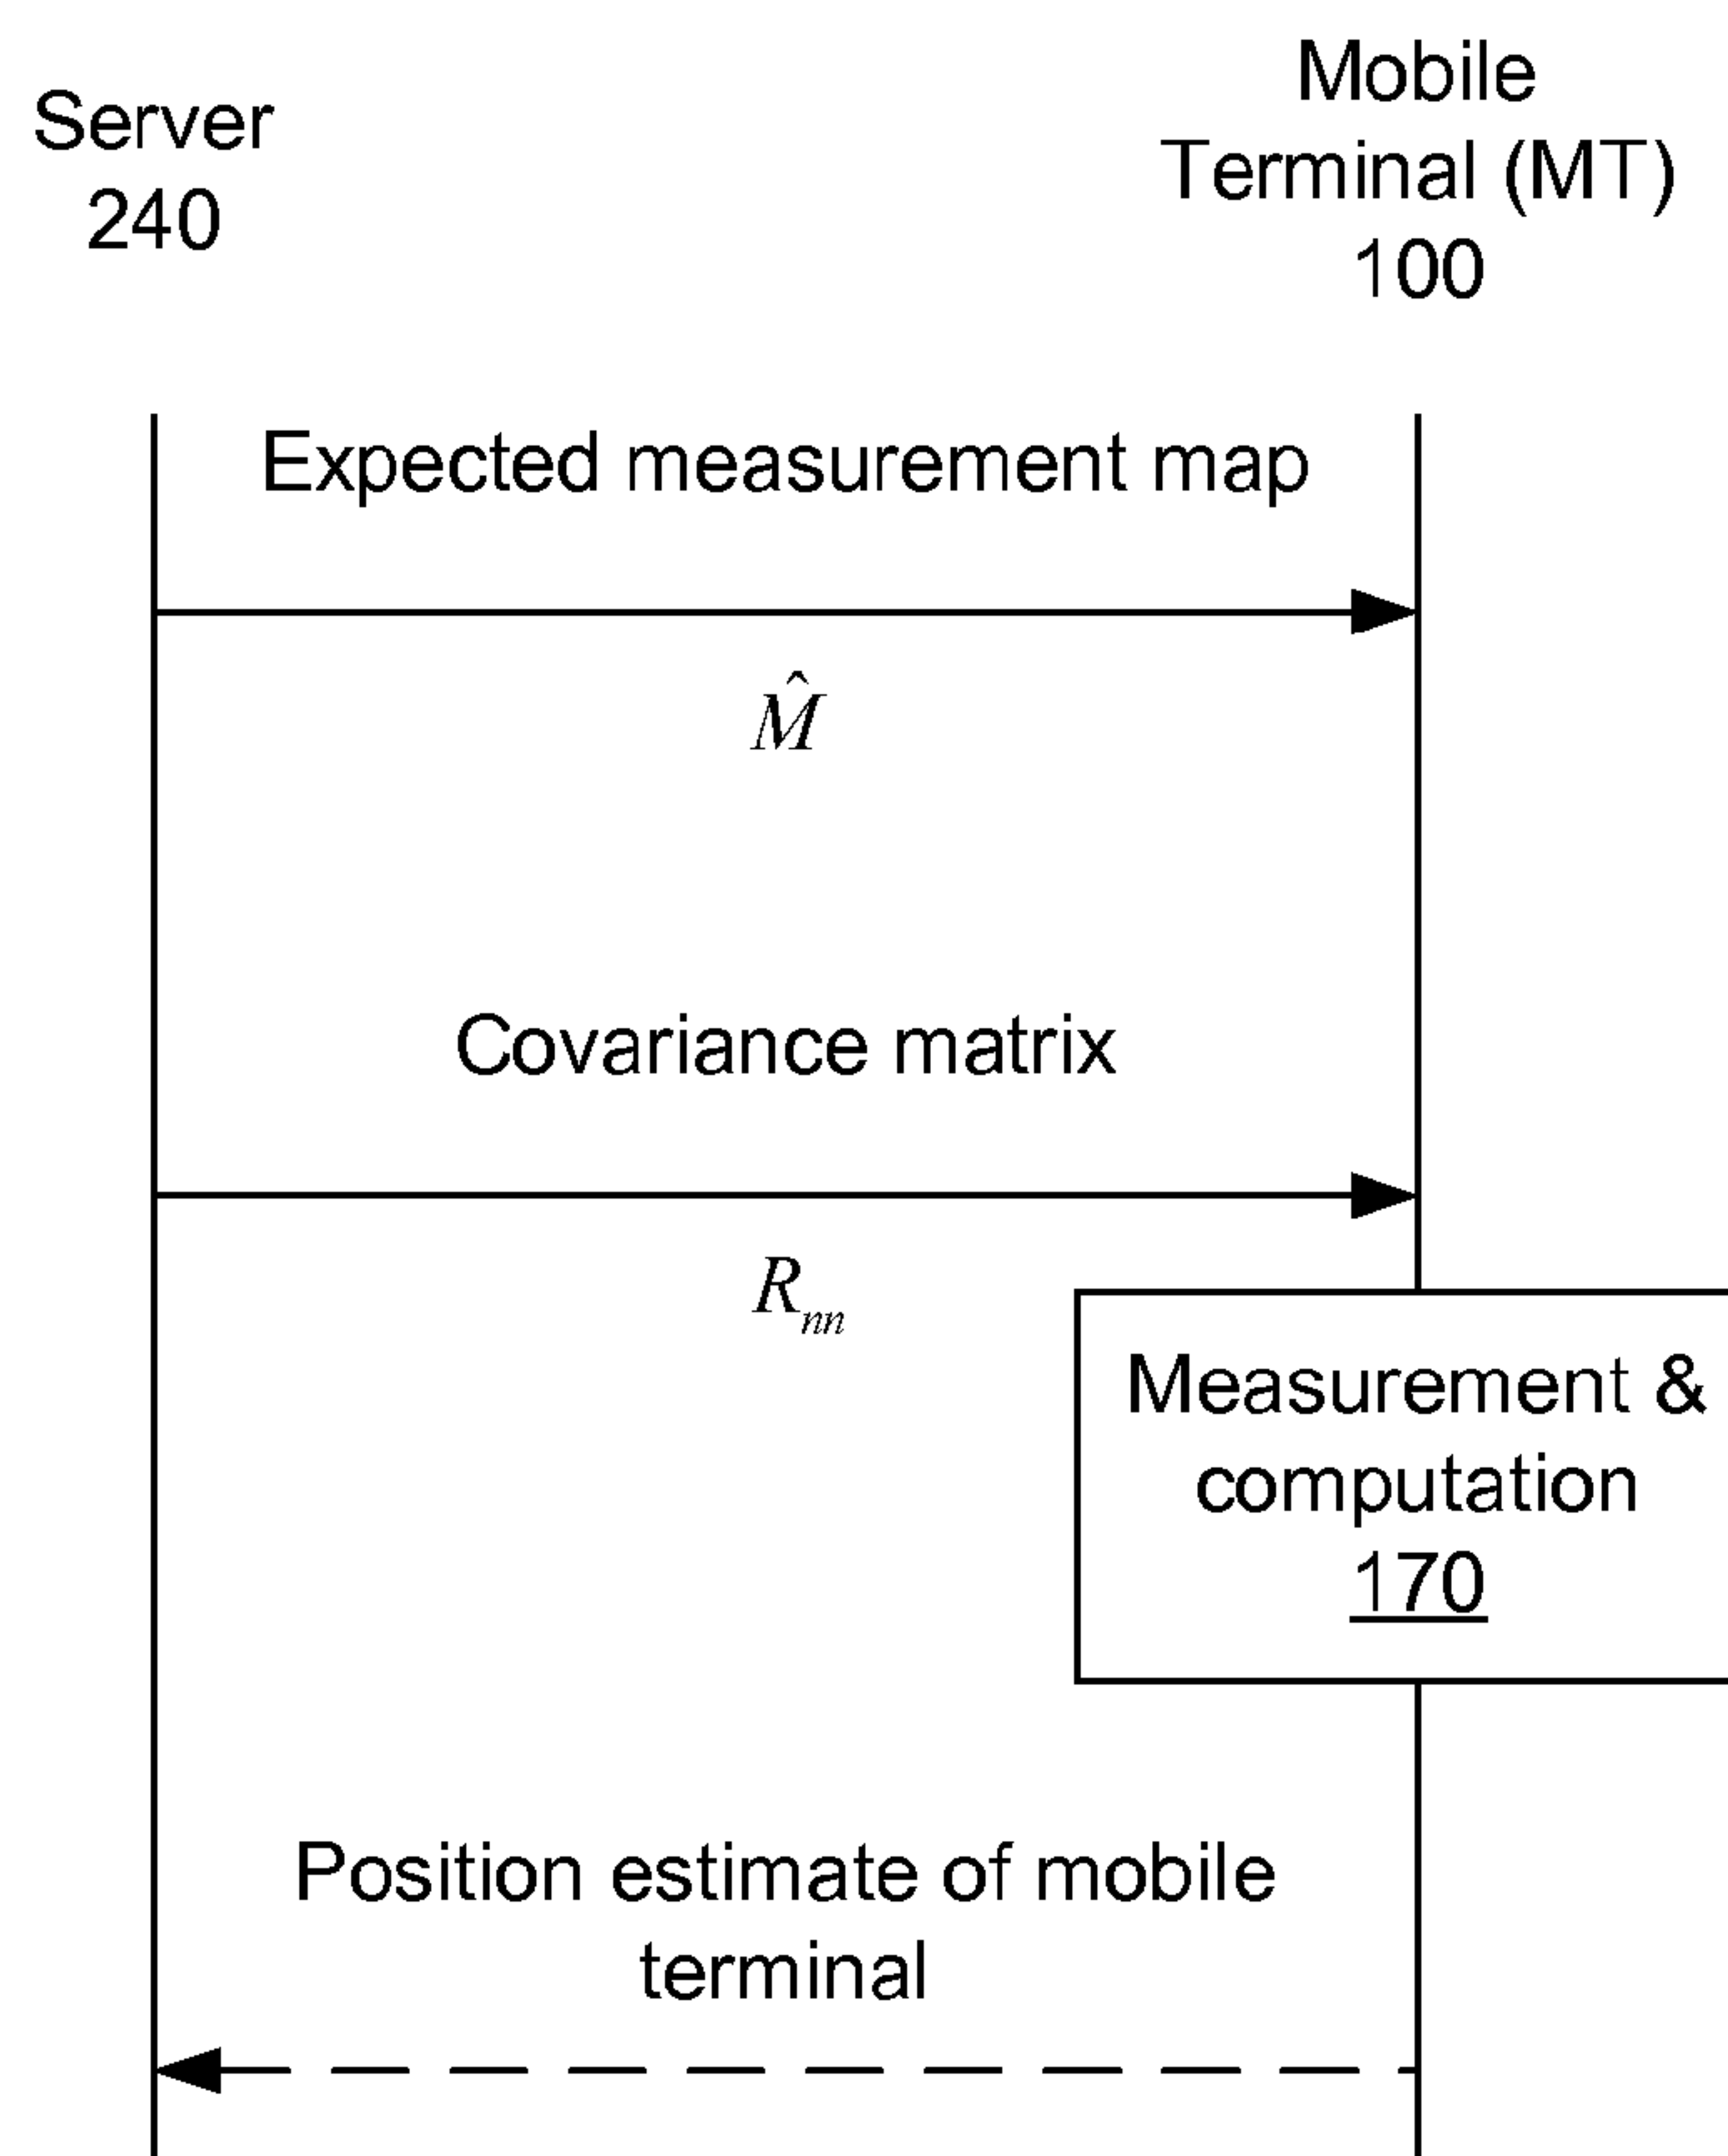 Server
240
Mobile
Terminal (MT)
100
Expected measurement map
M̂
Covariance matrix
Rnn
Measurement &
computation
170
Position estimate of mobile
terminal